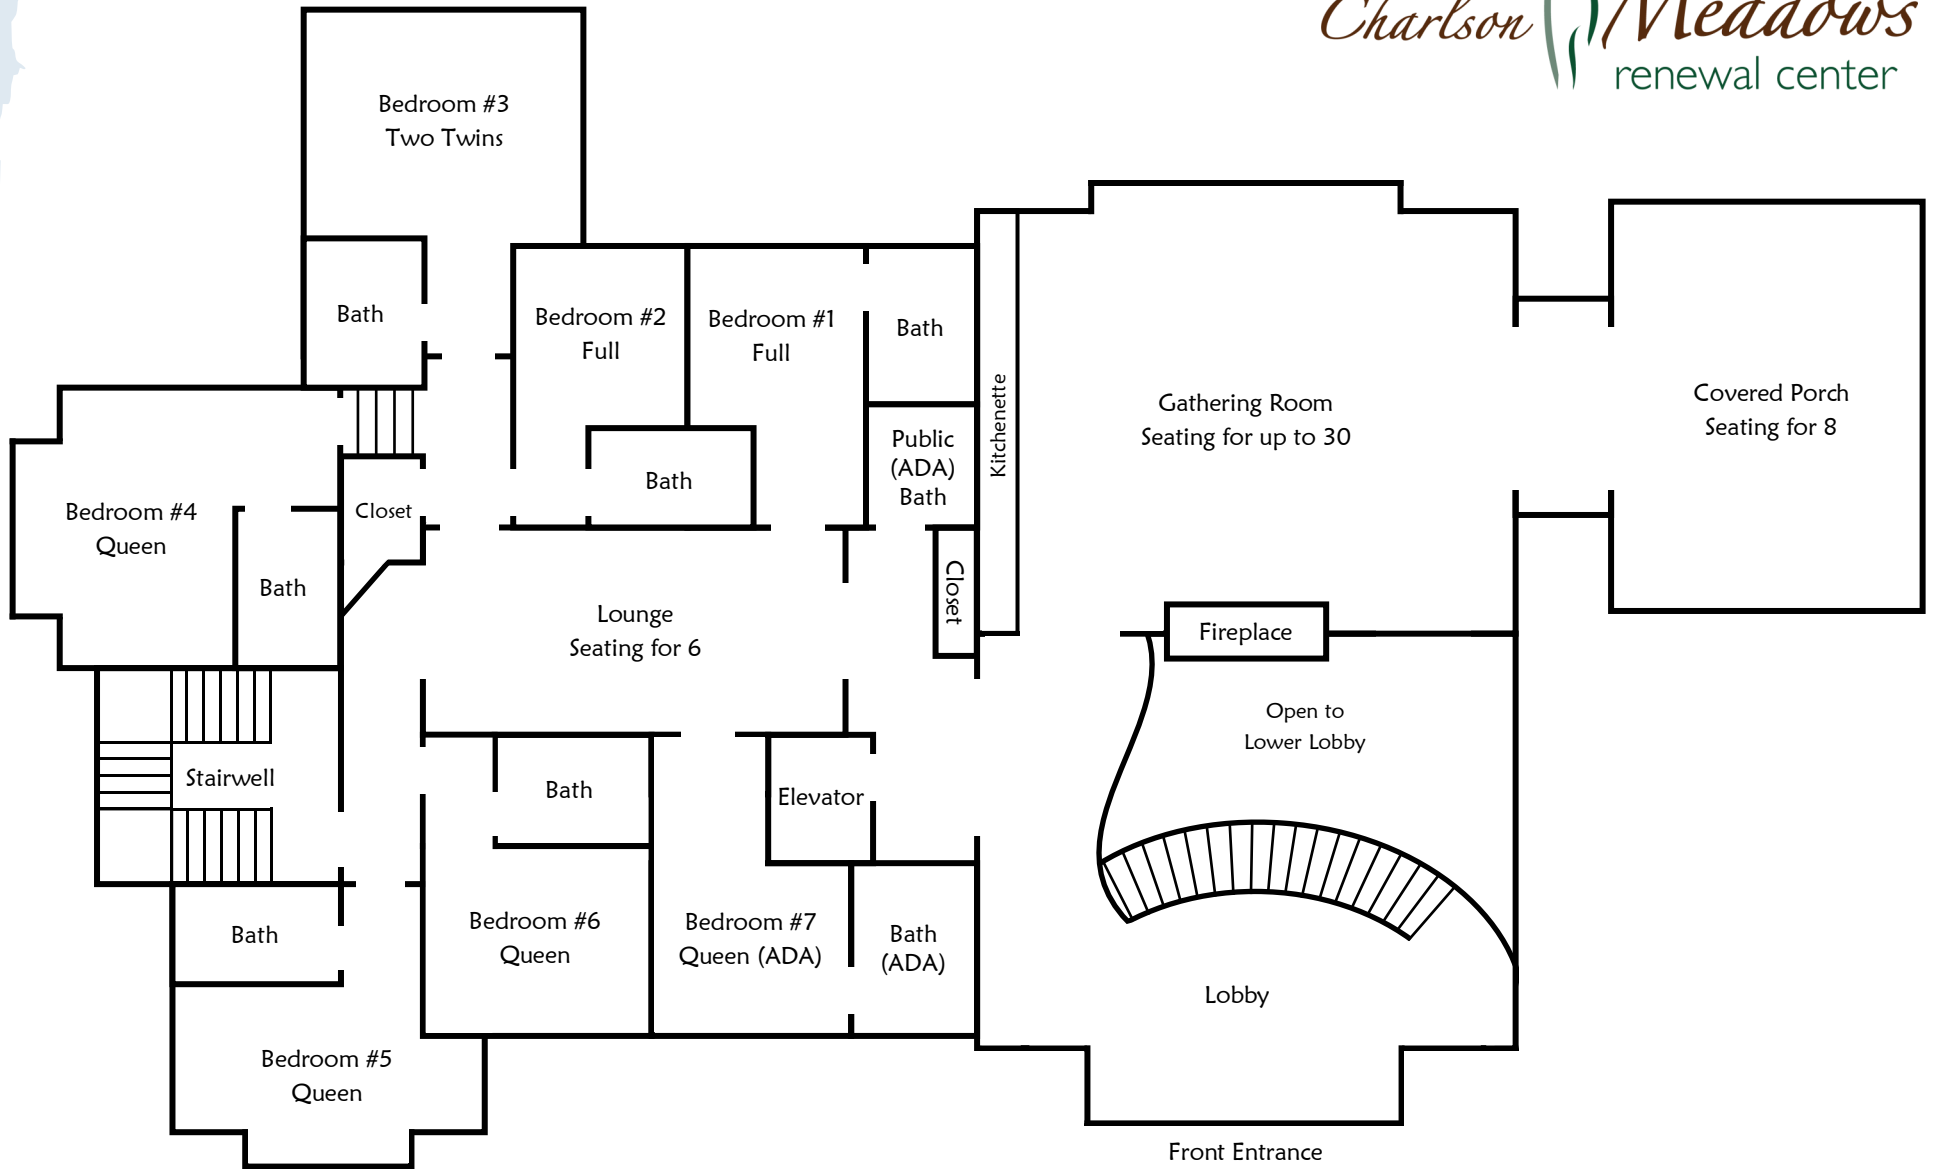 Charlson Meadows
renewal center
Bedroom #3
Two Twins
Bath
Bedroom #2
Full
Bedroom #1
Full
Bath
Bath
Public
(ADA)
Bath
Kitchenette
Gathering Room
Seating for up to 30
Covered Porch
Seating for 8
Bedroom #4
Queen
Bath
Closet
Closet
Lounge
Seating for 6
Fireplace
Open to
Lower Lobby
Stairwell
Bath
Elevator
Bath
Bedroom #6
Queen
Bedroom #7
Queen (ADA)
Bath
(ADA)
Lobby
Bedroom #5
Queen
Front Entrance